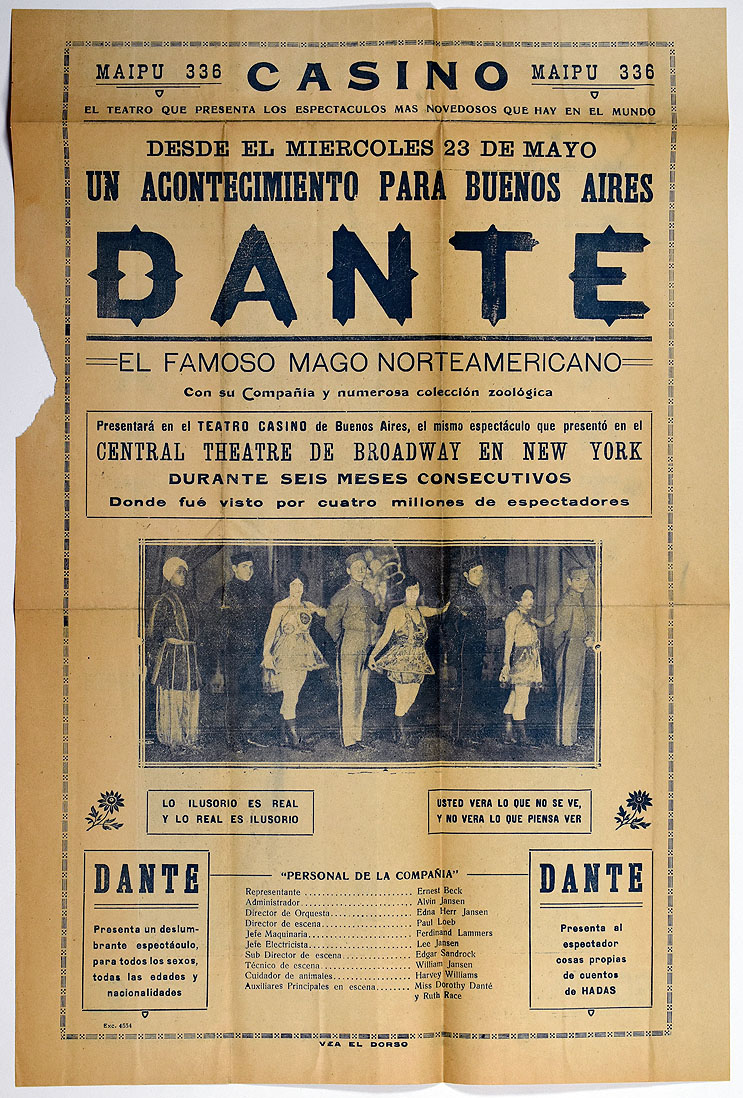 MAIPU 336 CASINO MAIPU 336
EL TEATRO QUE PRESENTA LOS ESPECTACULOS MAS NOVEDOSOS QUE HAY EN EL MUNDO
DESDE EL MIERCOLES 23 DE MAYO
UN ACONTECIMIENTO PARA BUENOS AIRES
DANTE
EL FAMOSO MAGO NORTEAMERICANO
Con su Compañía y numerosa colección zoológica
Presentará en el TEATRO CASINO de Buenos Aires, el mismo espectáculo que presentó en el
CENTRAL THEATRE DE BROADWAY EN NEW YORK
DURANTE SEIS MESES CONSECUTIVOS
Donde fué visto por cuatro millones de espectadores
LO ILUSORIO ES REAL
Y LO REAL ES ILUSORIO
USTED VERA LO QUE NO SE VE,
Y NO VERA LO QUE PIENSA VER
DANTE
Presenta un deslum-
brante espectáculo,
para todos los sexos,
todas las edades y
nacionalidades
"PERSONAL DE LA COMPAÑIA"
Representante ........................ Ernest Beck
Administrador ........................ Alvin Jansen
Director de Orquesta.................. Edna Herr Jansen
Director de escena.................... Paul Loeb
Jefe Maquinaria....................... Ferdinand Lammers
Jefe Electricista..................... Lee Jansen
Sub Director de escena................ Edgar Sandrock
Técnico de escena..................... William Jansen
Cuidador de animales.................. Harvey Williams
Auxiliares Principales en escena....... Miss Dorothy Danté
y Ruth Race
DANTE
Presenta al
espectador
cosas propias
de cuentos
de HADAS
Exc. 4554
VEA EL DORSO